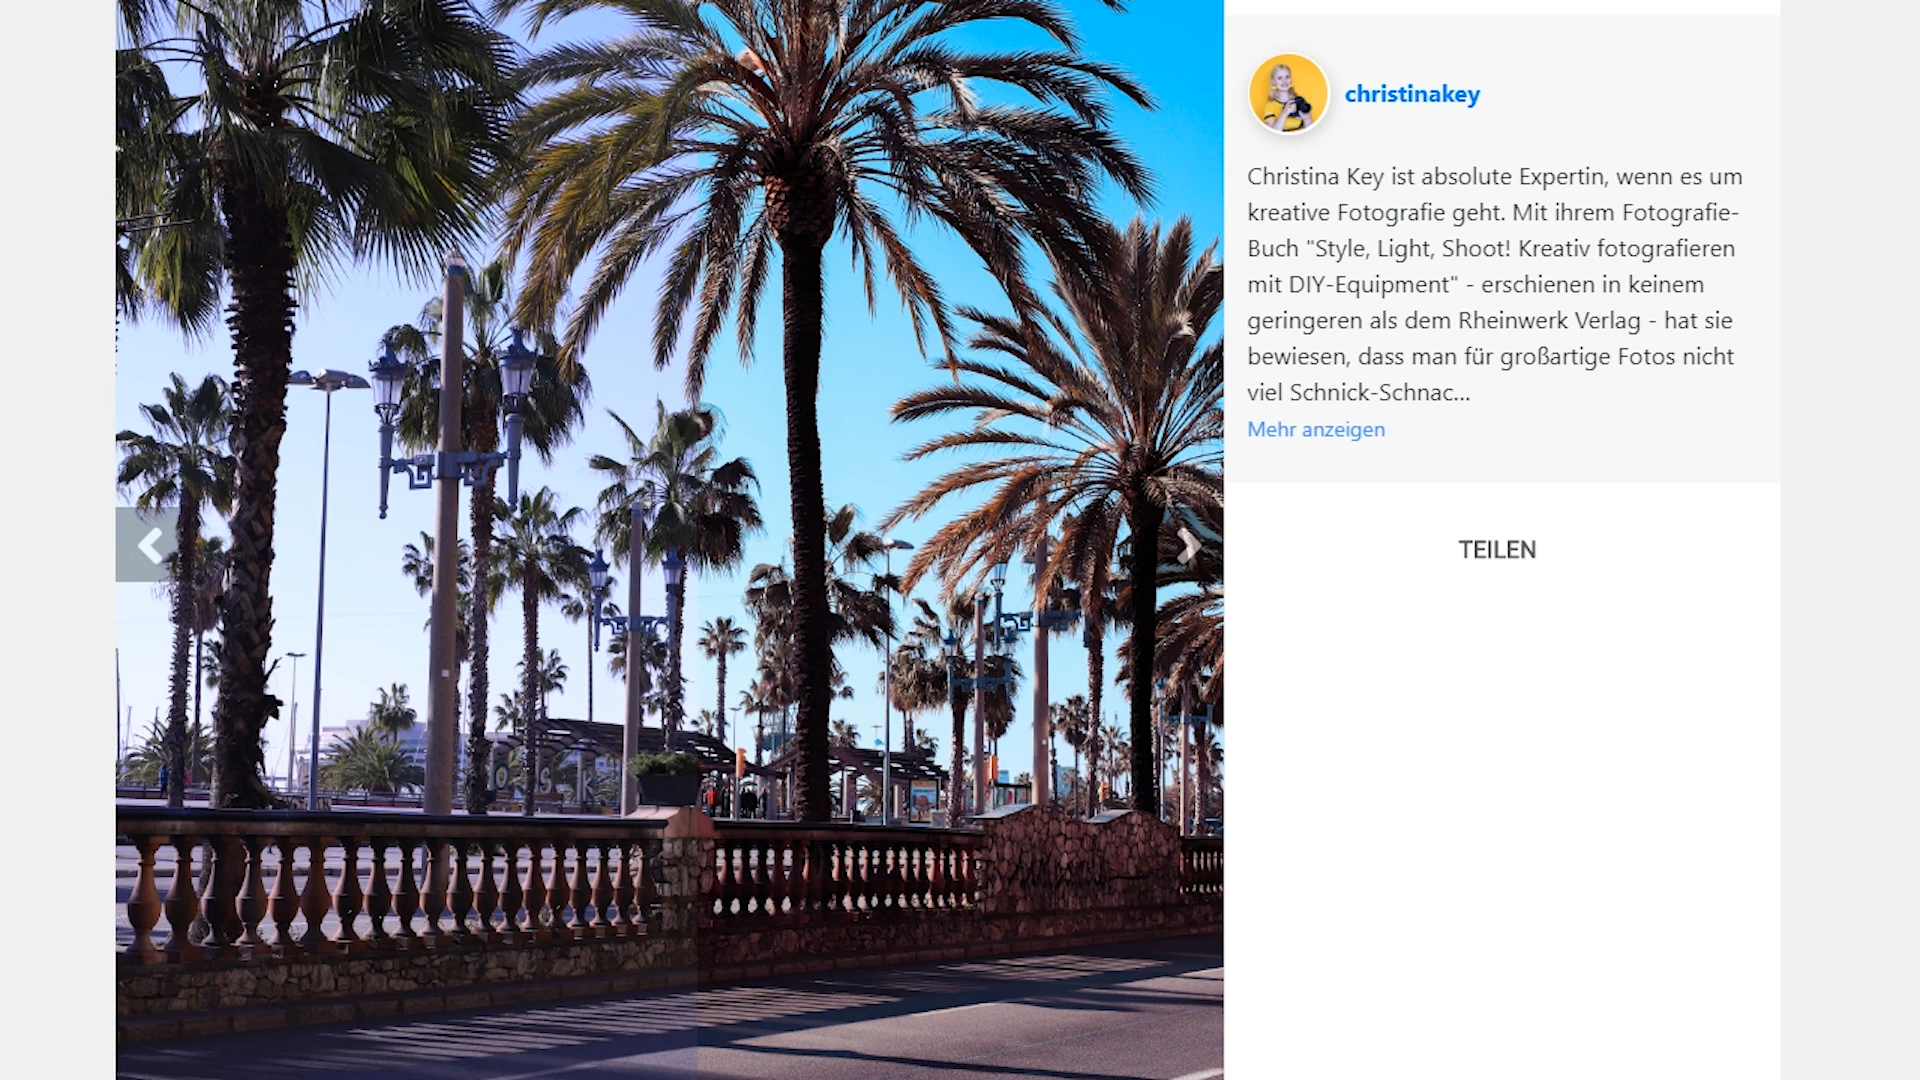 christinakey
Christina Key ist absolute Expertin, wenn es um
kreative Fotografie geht. Mit ihrem Fotografie-
Buch "Style, Light, Shoot! Kreativ fotografieren
mit DIY-Equipment" - erschienen in keinem
geringeren als dem Rheinwerk Verlag - hat sie
bewiesen, dass man für großartige Fotos nicht
viel Schnick-Schnac...
Mehr anzeigen
TEILEN